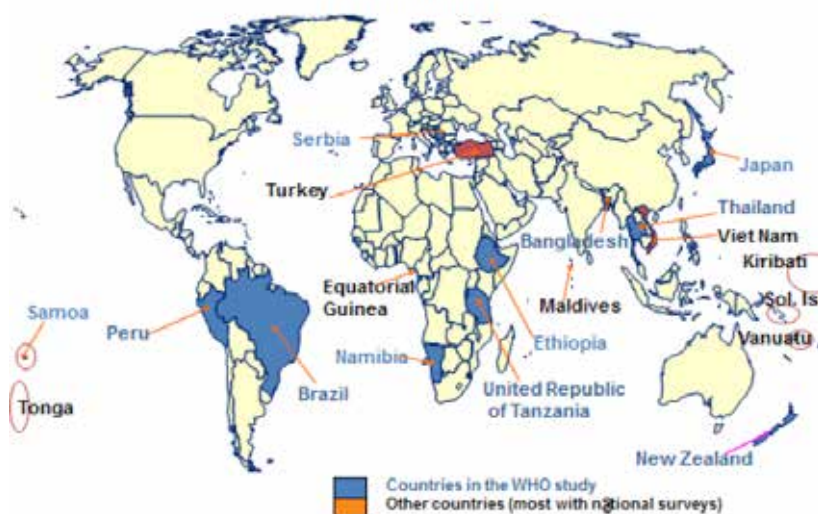 Serbia
Japan
Turkey
Thailand
Bangladesh
Viet Nam
Kiribati
Equatorial
Guinea
Maldives
Sol. Is
Samoa
Peru
Ethiopia
Vanuatu
Namibia
Brazil
United Republic
of Tanzania
Tonga
New Zealand
Countries in the WHO study
Other countries (most with national surveys)